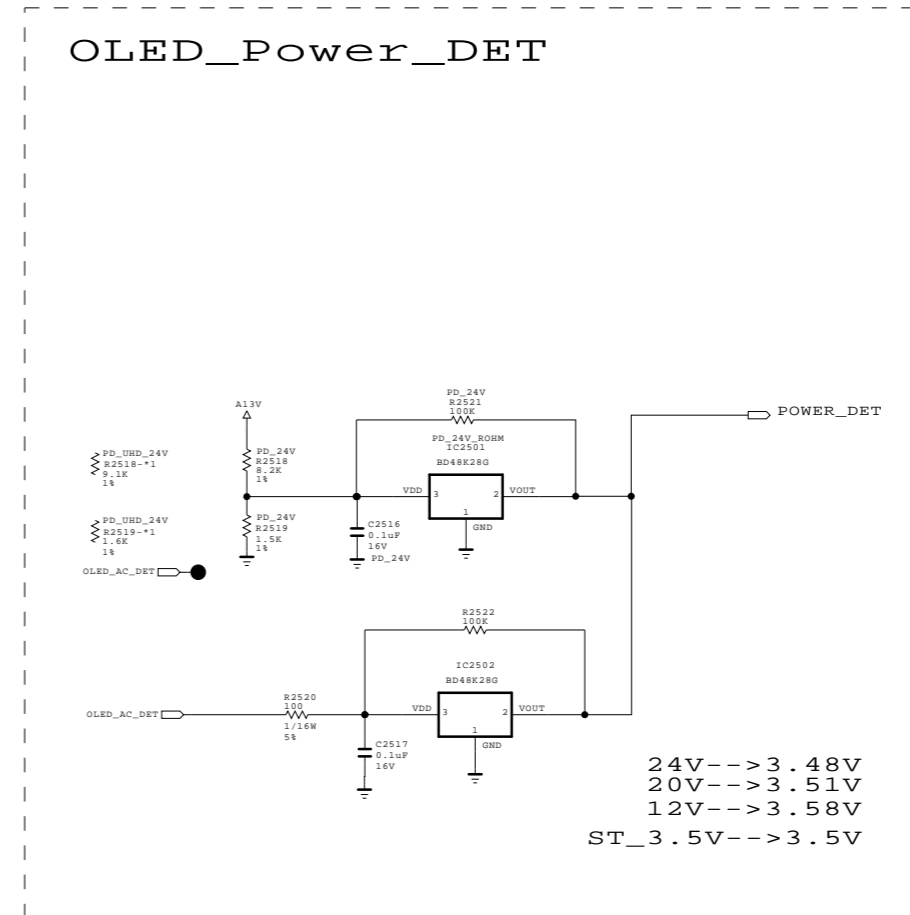 OLED_Power_DET
PD_24V
R2521
100K
A13V
POWER_DET
PD_24V_ROHM
IC2501
BD48K28G
PD_UHD_24V
R2518-*1
9.1K
1%
PD_24V
R2518
8.2K
1%
VDD
3
2
VOUT
1
GND
PD_UHD_24V
R2519-*1
1.6K
1%
PD_24V
R2519
1.5K
1%
C2516
0.1uF
16V
PD_24V
OLED_AC_DET
R2522
100K
IC2502
BD48K28G
OLED_AC_DET
R2520
100
1/16W
5%
VDD
3
2
VOUT
1
GND
C2517
0.1uF
16V
24V-->3.48V
20V-->3.51V
12V-->3.58V
ST_3.5V-->3.5V